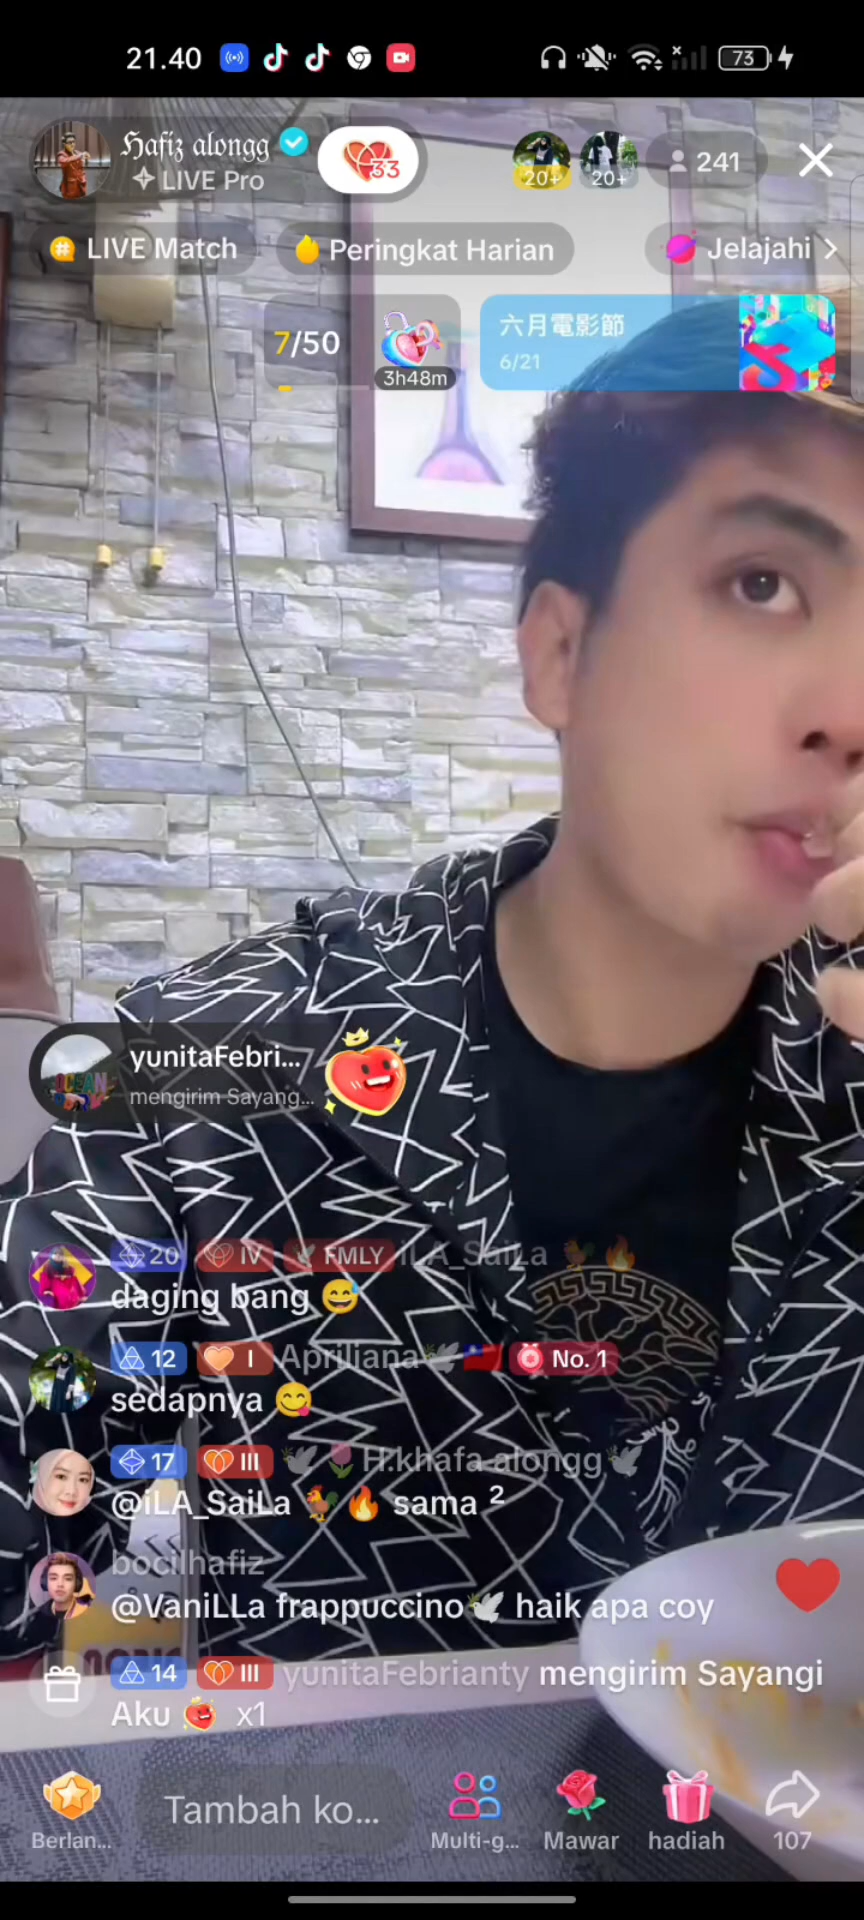 21.40
73
Hafiz alongg
LIVE Pro
33
20+
20+
241
LIVE Match
Peringkat Harian
Jelajahi
7/50
3h48m
六月電影節
6/21
yunitaFebri...
mengirim Sayang...
20 IV FMLY iLA_SaiLa 🐓🔥
daging bang 😅
12 I Apriliana🕊️🇹🇼 No. 1
sedapnya 😋
17 III 🕊️🌷H.khafa alongg🕊️
@iLA_SaiLa 🐓🔥 sama ²
bocilhafiz
@VaniLLa frappuccino🕊️ haik apa coy
14 III yunitaFebrianty mengirim Sayangi
Aku x1
Berlan...
Tambah ko...
Multi-g...
Mawar
hadiah
107